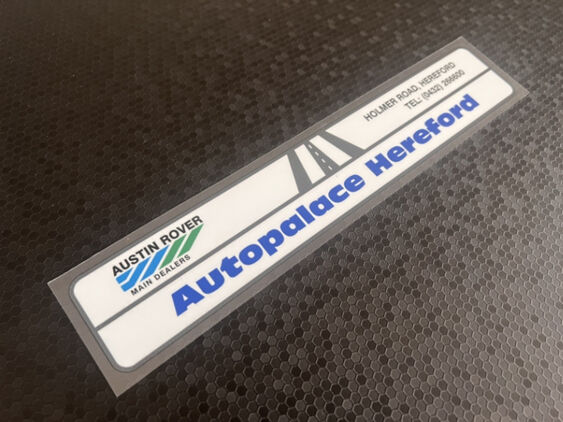 AUSTIN ROVER
MAIN DEALERS
HOLMER ROAD, HEREFORD
TEL: (0432) 266600
Autopalace Hereford